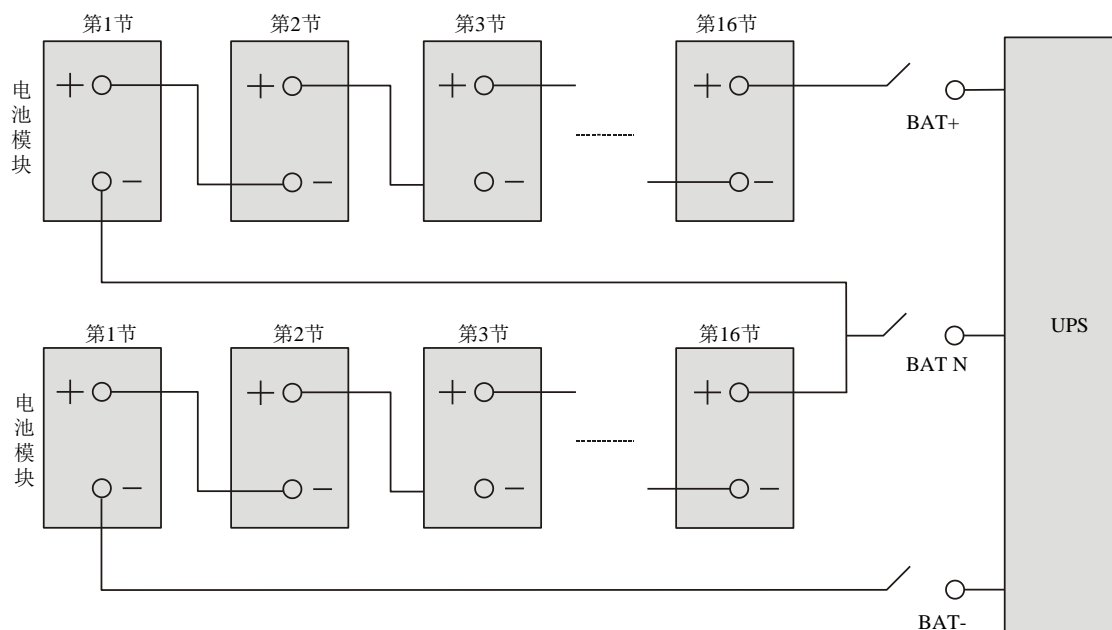 第1节 第2节 第3节 第16节
电池模块
+ + + +
BAT+
− − − −
第1节 第2节 第3节 第16节
UPS
BAT N
电池模块
+ + + +
− − − −
BAT-